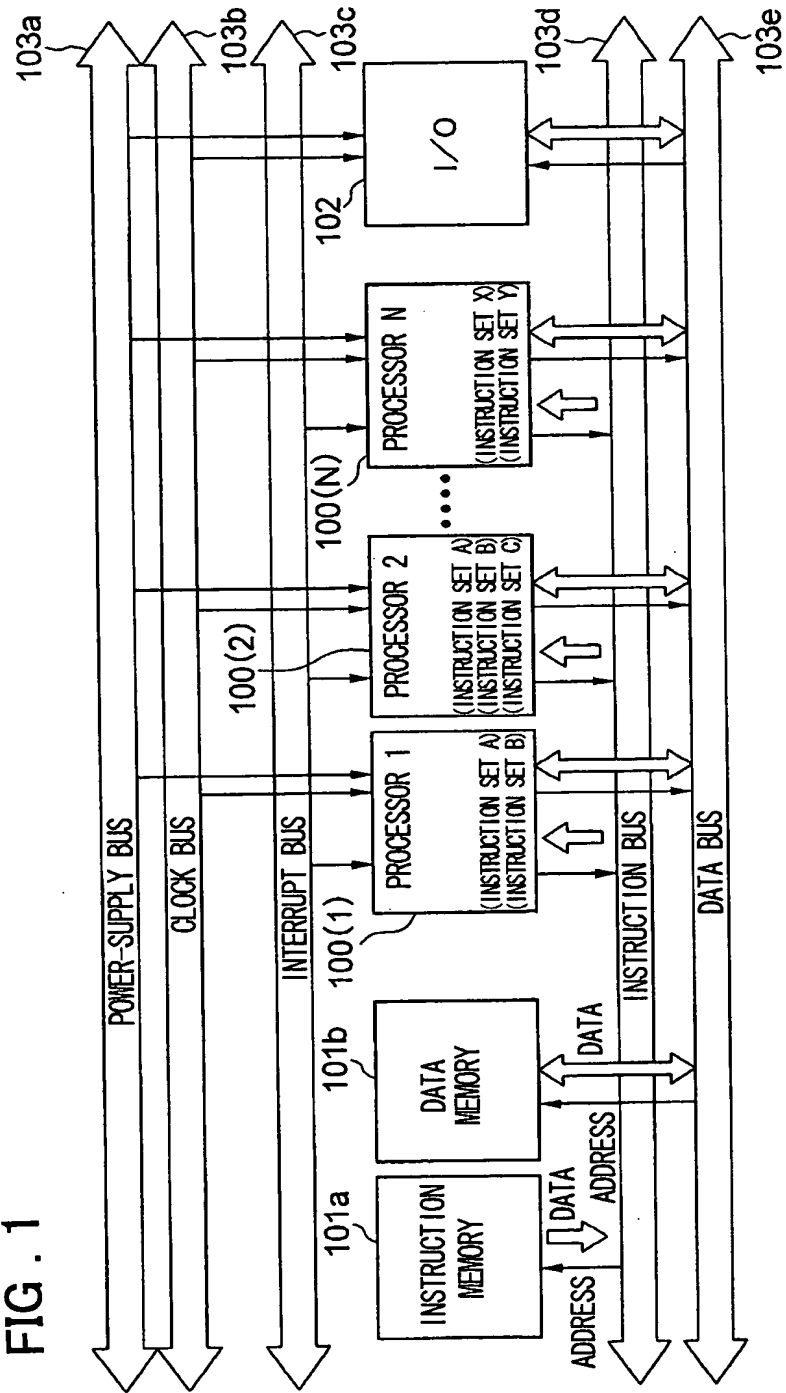 FIG. 1
103a
103b
103c
103d
103e
POWER-SUPPLY BUS
CLOCK BUS
INTERRUPT BUS
INSTRUCTION BUS
DATA BUS
101a
INSTRUCTION
MEMORY
ADDRESS
DATA
101b
DATA
MEMORY
ADDRESS
DATA
100(1)
PROCESSOR 1
(INSTRUCTION SET A)
(INSTRUCTION SET B)
100(2)
PROCESSOR 2
(INSTRUCTION SET A)
(INSTRUCTION SET B)
(INSTRUCTION SET C)
100(N)
PROCESSOR N
(INSTRUCTION SET X)
(INSTRUCTION SET Y)
102
I/O